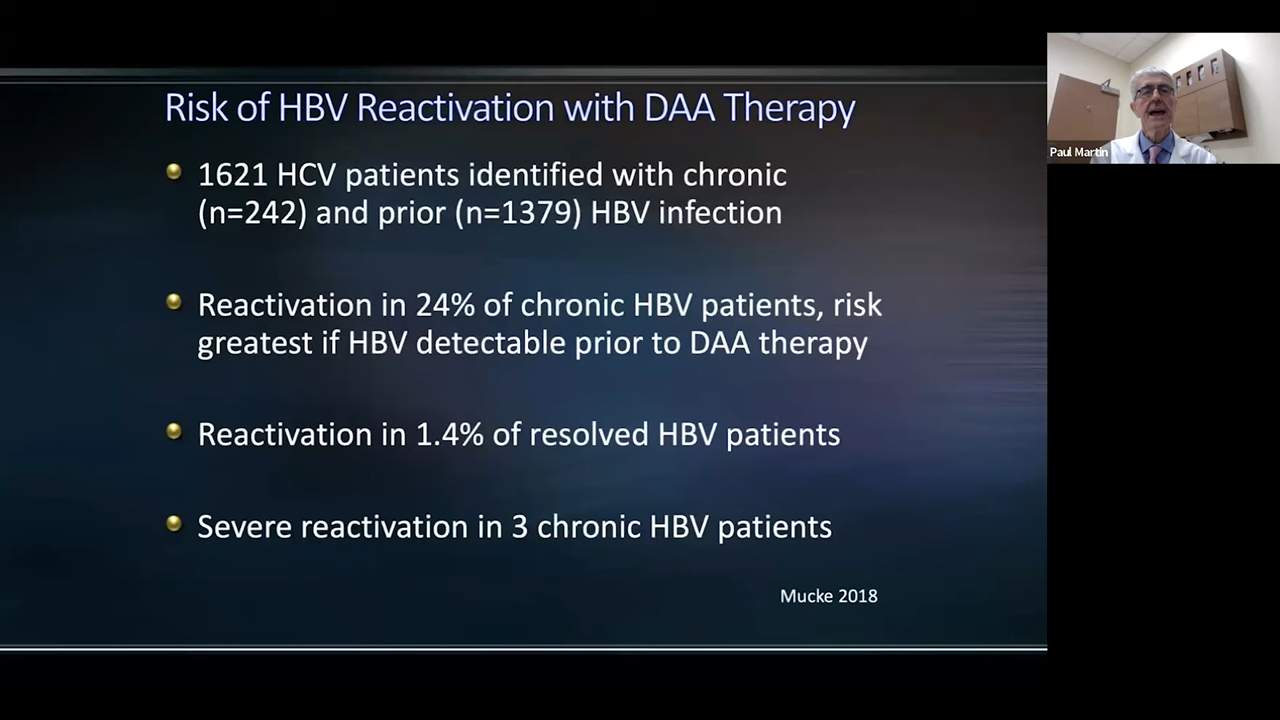 Risk of HBV Reactivation with DAA Therapy
1621 HCV patients identified with chronic
(n=242) and prior (n=1379) HBV infection
Reactivation in 24% of chronic HBV patients, risk
greatest if HBV detectable prior to DAA therapy
Reactivation in 1.4% of resolved HBV patients
Severe reactivation in 3 chronic HBV patients
Mucke 2018
Paul Martin